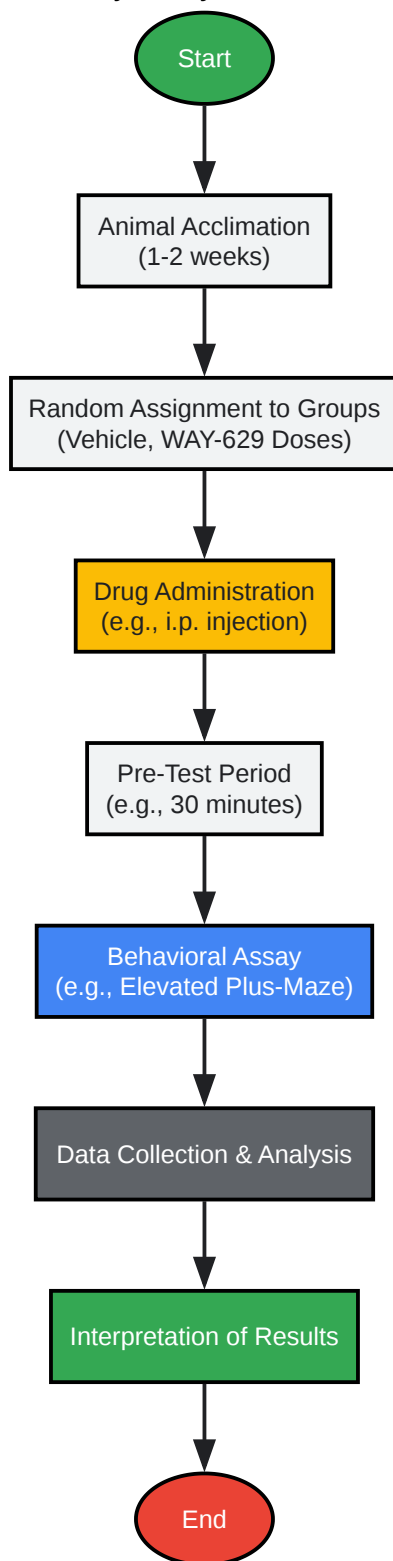 Start
Animal Acclimation
(1-2 weeks)
Random Assignment to Groups
(Vehicle, WAY-629 Doses)
Drug Administration
(e.g., i.p. injection)
Pre-Test Period
(e.g., 30 minutes)
Behavioral Assay
(e.g., Elevated Plus-Maze)
Data Collection & Analysis
Interpretation of Results
End